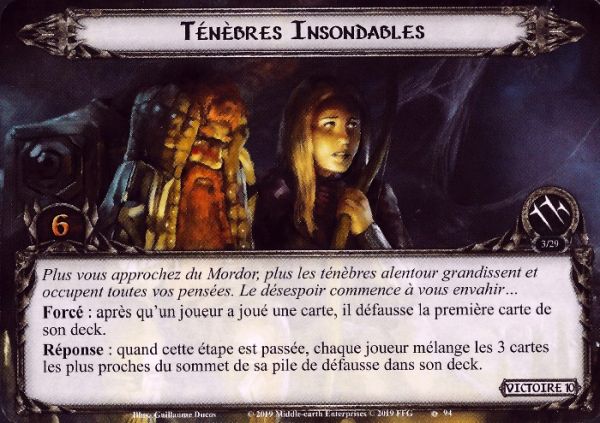 Ténèbres Insondables
6
3/29
Plus vous approchez du Mordor, plus les ténèbres alentour grandissent et
occupent toutes vos pensées. Le désespoir commence à vous envahir…
Forcé : après qu'un joueur a joué une carte, il défausse la première carte de
son deck.
Réponse : quand cette étape est passée, chaque joueur mélange les 3 cartes
les plus proches du sommet de sa pile de défausse dans son deck.
VICTOIRE 10
Illus. Guillaume Ducos © 2019 Middle-earth Enterprises © 2019 FFG 94